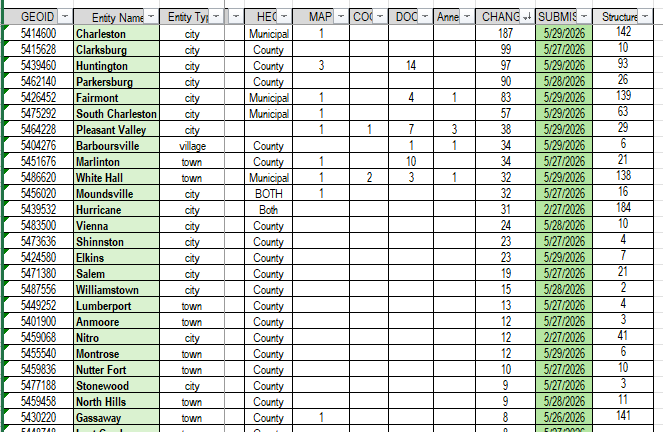 GEOID Entity Name Entity Ty HEC MAP COC DOC Anne CHANG SUBMIS Structure
5414600 Charleston city Municipal 1 187 5/29/2026 142
5415628 Clarksburg County 99 5/27/2026 10
5439460 Huntington city County 3 14 97 5/29/2026 93
5462140 Parkersburg city County 90 5/28/2026 26
5426452 Fairmont city Municipal 1 4 1 83 5/29/2026 139
5475292 South Charleston city Municipal 1 57 5/29/2026 63
5464228 Pleasant Valley city 1 1 7 3 38 5/29/2026 29
5404276 Barboursville village County 1 1 34 5/29/2026 6
5451676 Marlinton town County 1 10 34 5/27/2026 21
5486620 White Hall town Municipal 1 2 3 1 32 5/29/2026 138
5456020 Moundsville city BOTH 1 32 5/27/2026 16
5439532 Hurricane city Both 31 2/27/2026 184
5483500 Vienna city County 24 5/28/2026 10
5473636 Shinnston city County 23 5/27/2026 4
5424580 Elkins city County 23 5/29/2026 7
5471380 Salem city County 19 5/27/2026 21
5487556 Williamstown city County 15 5/28/2026 2
5449252 Lumberport town County 13 5/27/2026 4
5401900 Anmoore town County 12 5/27/2026 3
5459068 Nitro city County 12 2/27/2026 41
5455540 Montrose town County 12 5/29/2026 6
5459836 Nutter Fort town County 10 5/27/2026 10
5477188 Stonewood city County 9 5/27/2026 3
5459458 North Hills town County 9 5/28/2026 11
5430220 Gassaway town County 1 8 5/26/2026 141